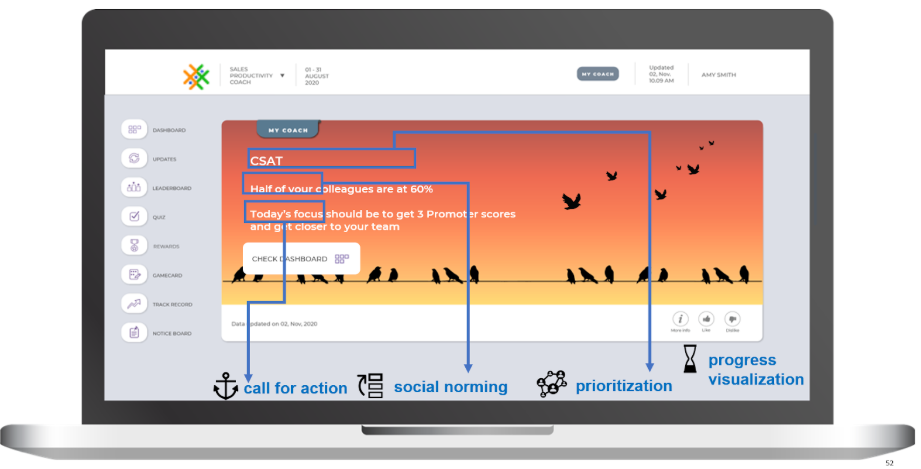 SALES
PRODUCTIVITY
COACH
01 - 31
AUGUST
2020
MY COACH
Updated
02, Nov.
10.09 AM
AMY SMITH
DASHBOARD
UPDATES
LEADERBOARD
QUIZ
REWARDS
GAMECARD
TRACK RECORD
NOTICE BOARD
MY COACH
CSAT
Half of your colleagues are at 60%
Today's focus should be to get 3 Promoter scores
and get closer to your team
CHECK DASHBOARD
Data updated on 02, Nov, 2020
More Info
Like
Dislike
call for action
social norming
prioritization
progress
visualization
52